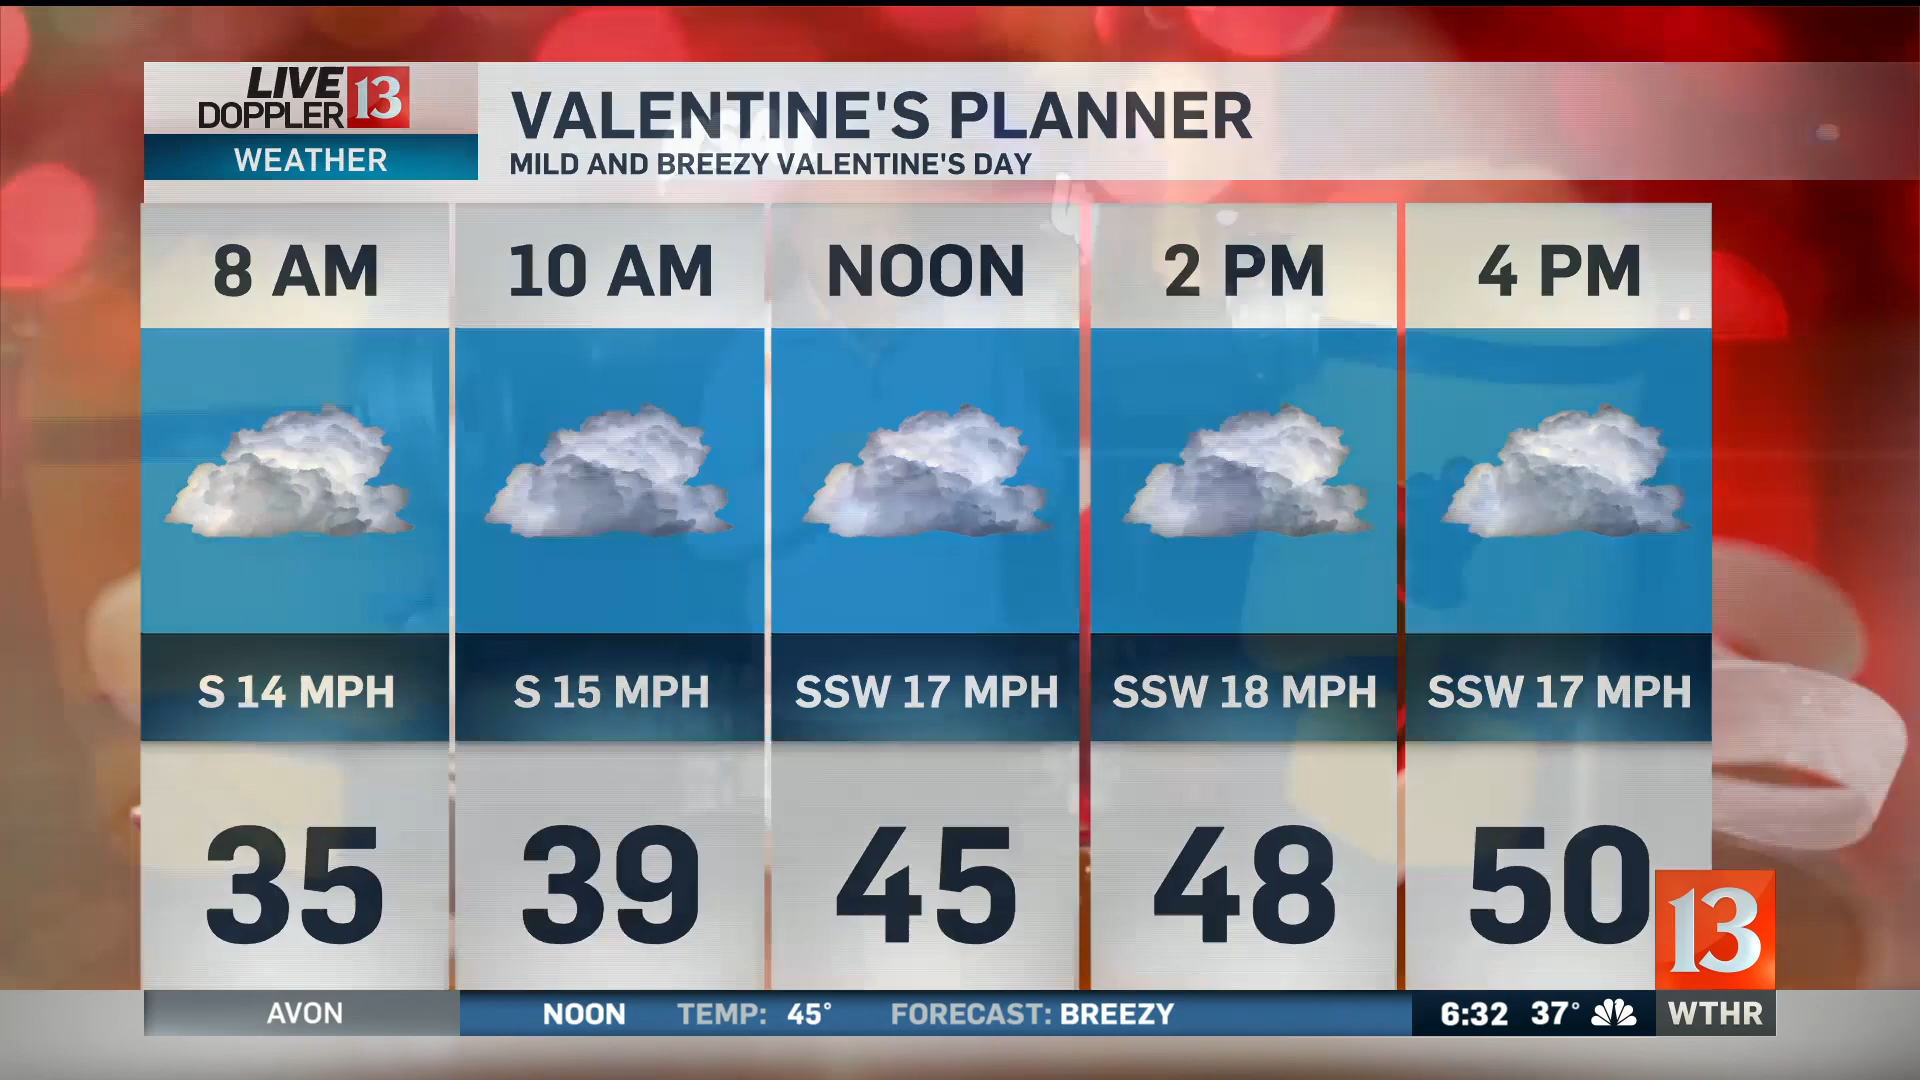 LIVE
DOPPLER 13
WEATHER
VALENTINE'S PLANNER
MILD AND BREEZY VALENTINE'S DAY
8 AM 10 AM NOON 2 PM 4 PM
S 14 MPH S 15 MPH SSW 17 MPH SSW 18 MPH SSW 17 MPH
35 39 45 48 50
13
AVON NOON TEMP: 45° FORECAST: BREEZY 6:32 37° WTHR